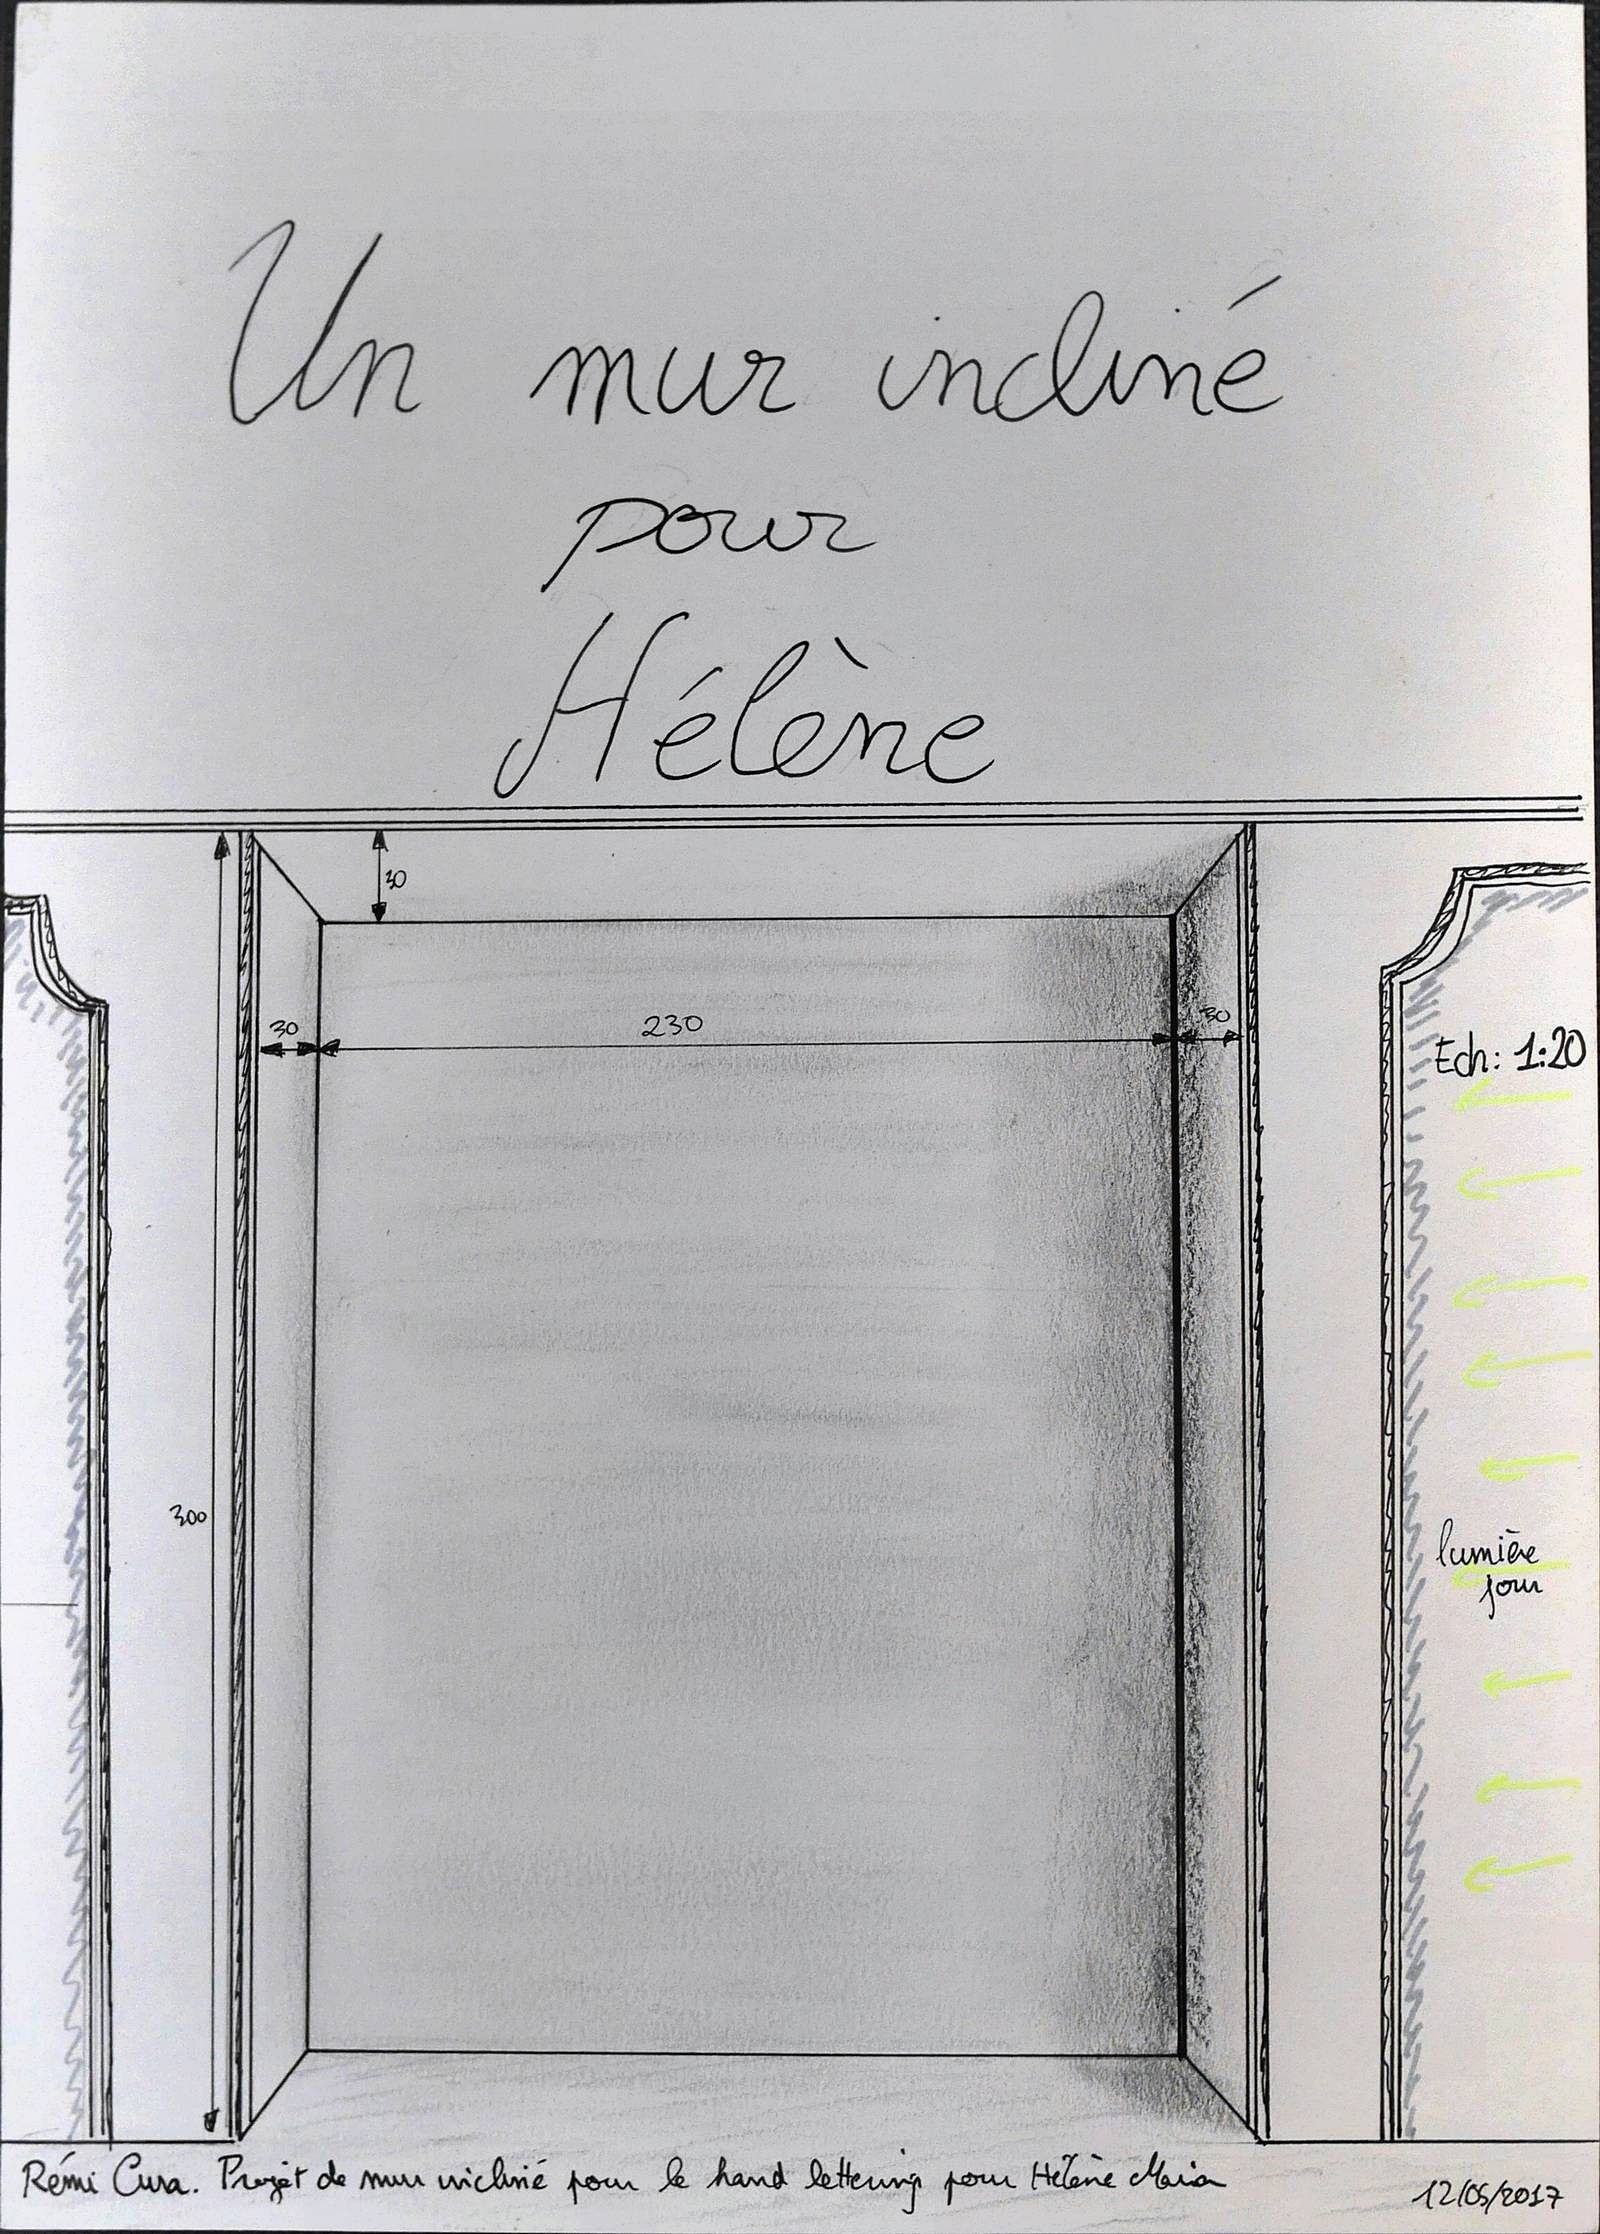 Un mur incliné
pour
Hélène
30
30
230
30
Ech: 1:20
300
lumière
jour
Rémi Cura. Projet de mur incliné pour le hand lettering pour Hélène Maria
12/05/2017